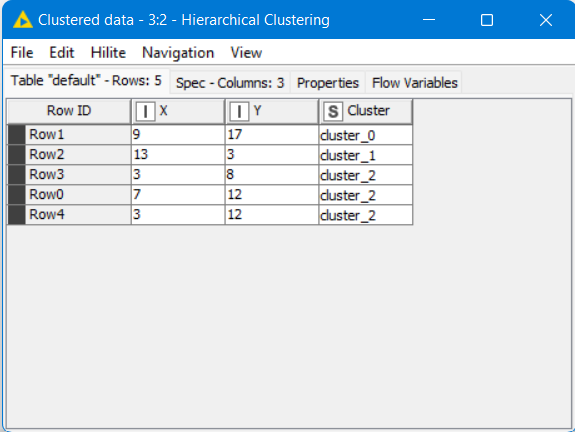 Clustered data - 3:2 - Hierarchical Clustering
File Edit Hilite Navigation View
Table "default" - Rows: 5 Spec - Columns: 3 Properties Flow Variables
Row ID I X I Y S Cluster
Row1 9 17 cluster_0
Row2 13 3 cluster_1
Row3 3 8 cluster_2
Row0 7 12 cluster_2
Row4 3 12 cluster_2